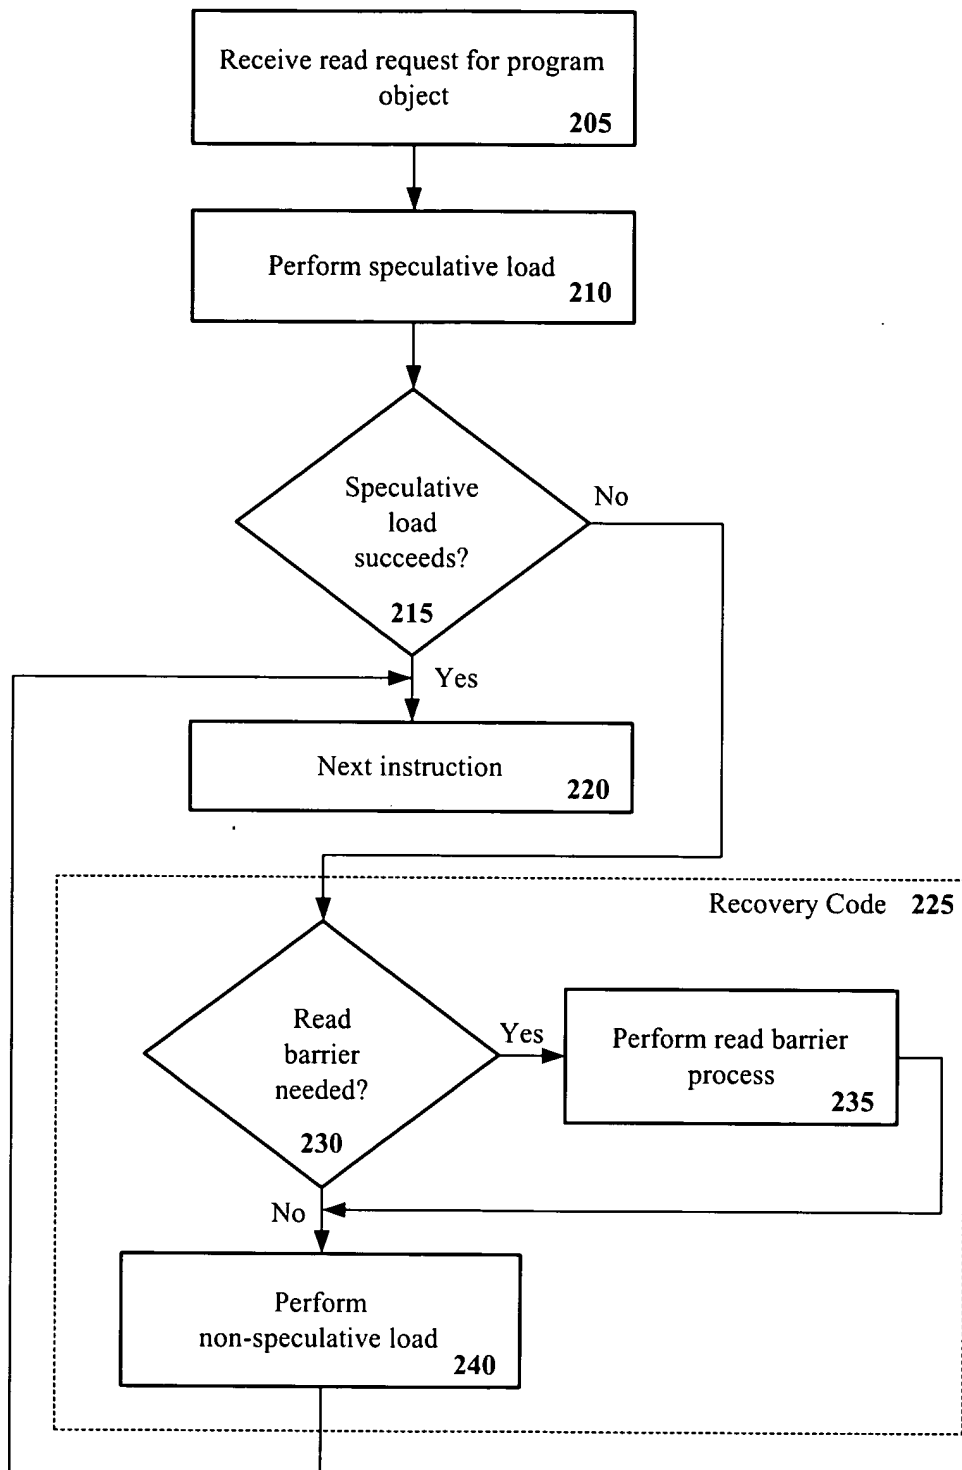 Receive read request for program
object
205
Perform speculative load
210
Speculative
load
succeeds?
215
No
Yes
Next instruction
220
Recovery Code 225
Read
barrier
needed?
230
Yes
Perform read barrier
process
235
No
Perform
non-speculative load
240